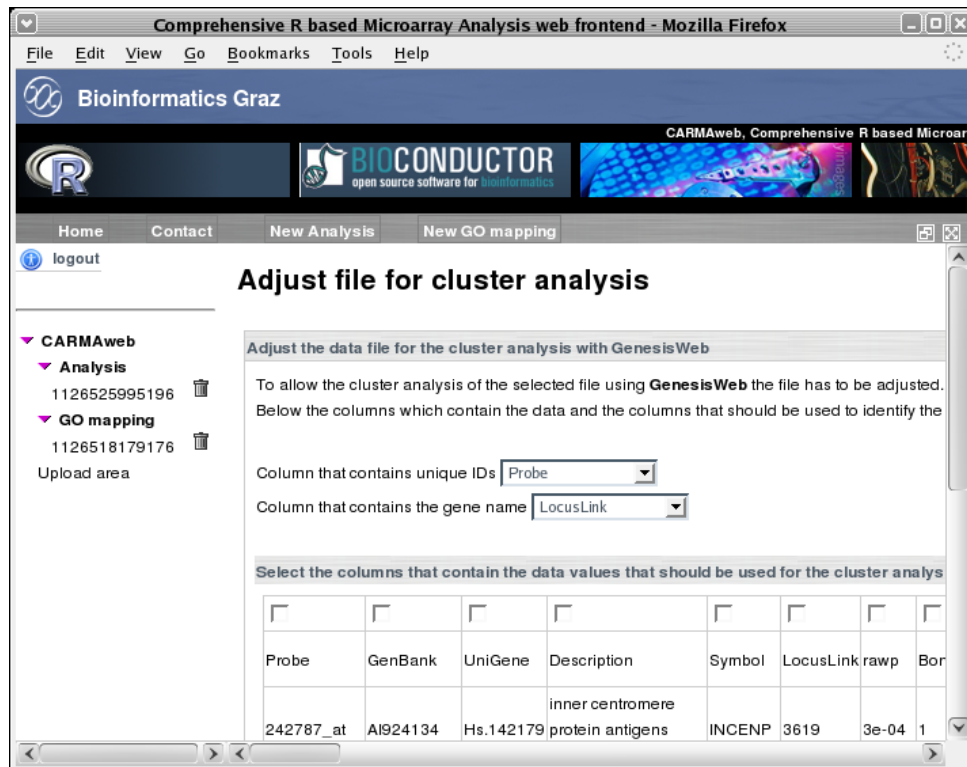 Comprehensive R based Microarray Analysis web frontend - Mozilla Firefox
File Edit View Go Bookmarks Tools Help
Bioinformatics Graz
CARMAweb, Comprehensive R based Microar
R
BIOCONDUCTOR
open source software for bioinformatics
Home Contact New Analysis New GO mapping
logout
Adjust file for cluster analysis
CARMAweb
Analysis
1126525995196
GO mapping
1126518179176
Upload area
Adjust the data file for the cluster analysis with GenesisWeb
To allow the cluster analysis of the selected file using GenesisWeb the file has to be adjusted.
Below the columns which contain the data and the columns that should be used to identify the
Column that contains unique IDs Probe
Column that contains the gene name LocusLink
Select the columns that contain the data values that should be used for the cluster analys
Probe GenBank UniGene Description Symbol LocusLink rawp Bor
242787_at AI924134 Hs.142179 inner centromere protein antigens INCENP 3619 3e-04 1